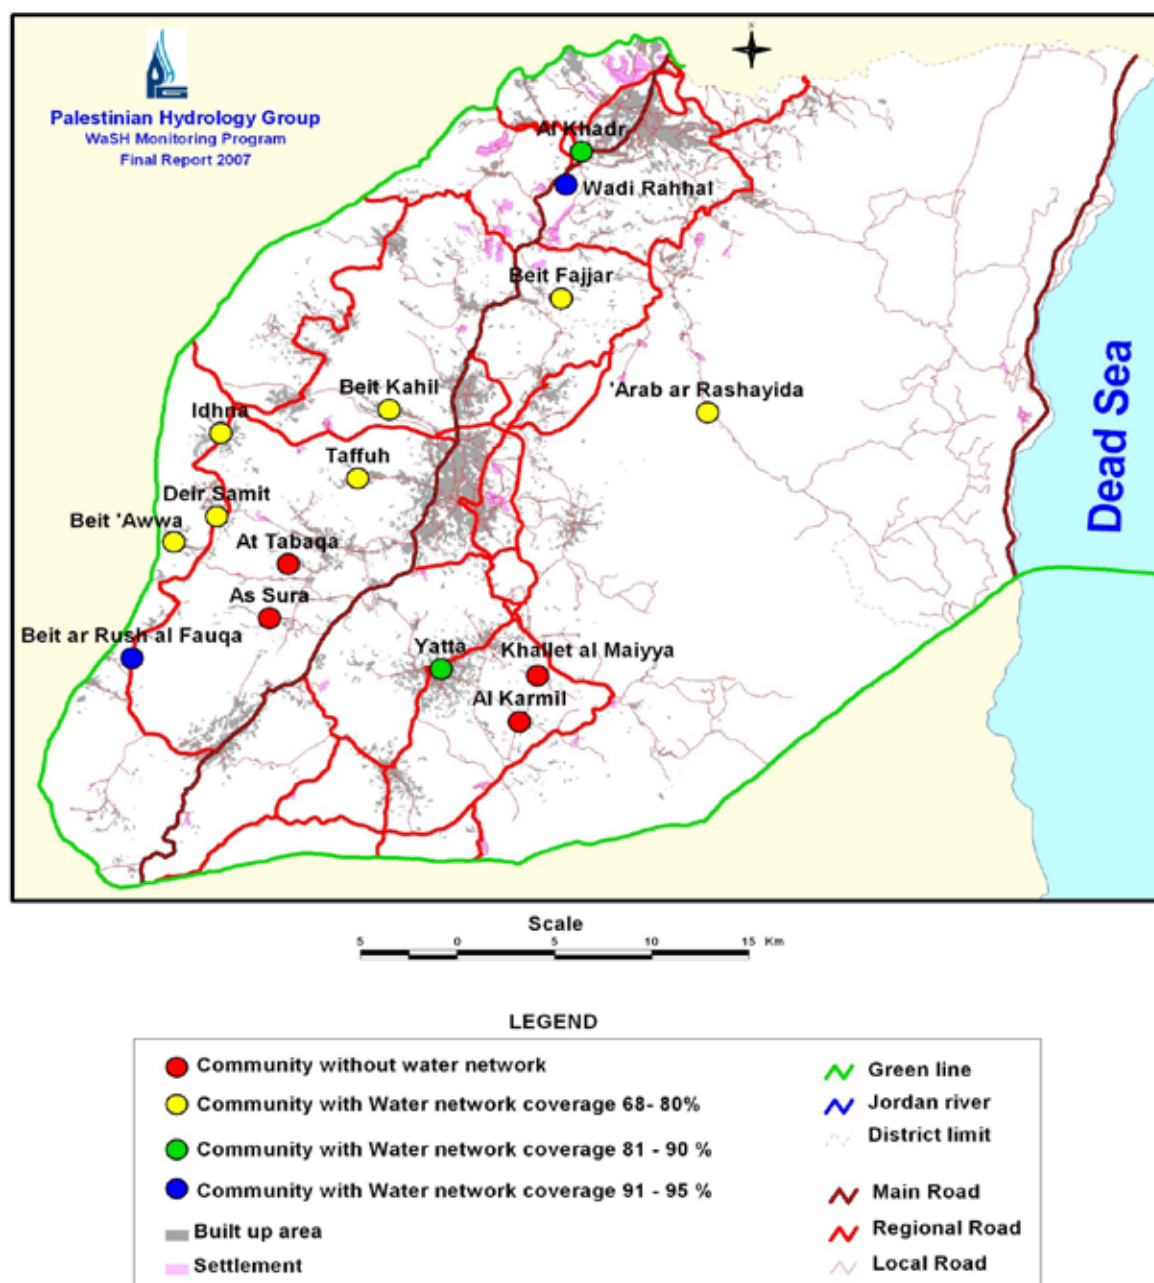 Palestinian Hydrology Group
WaSH Monitoring Program
Final Report 2007
Al Khadr
Wadi Rahhal
Beit Fajjar
Beit Kahil
'Arab ar Rashayida
Idhna
Taffuh
Deir Samit
Beit 'Awwa
At Tabaqa
As Sura
Beit ar Rush al Fauqa
Yatta
Khallet al Maiyya
Al Karmil
Dead Sea
Scale
5 0 5 10 15 Km
LEGEND
Community without water network
Community with Water network coverage 68- 80%
Community with Water network coverage 81 - 90 %
Community with Water network coverage 91 - 95 %
Built up area
Settlement
Green line
Jordan river
District limit
Main Road
Regional Road
Local Road